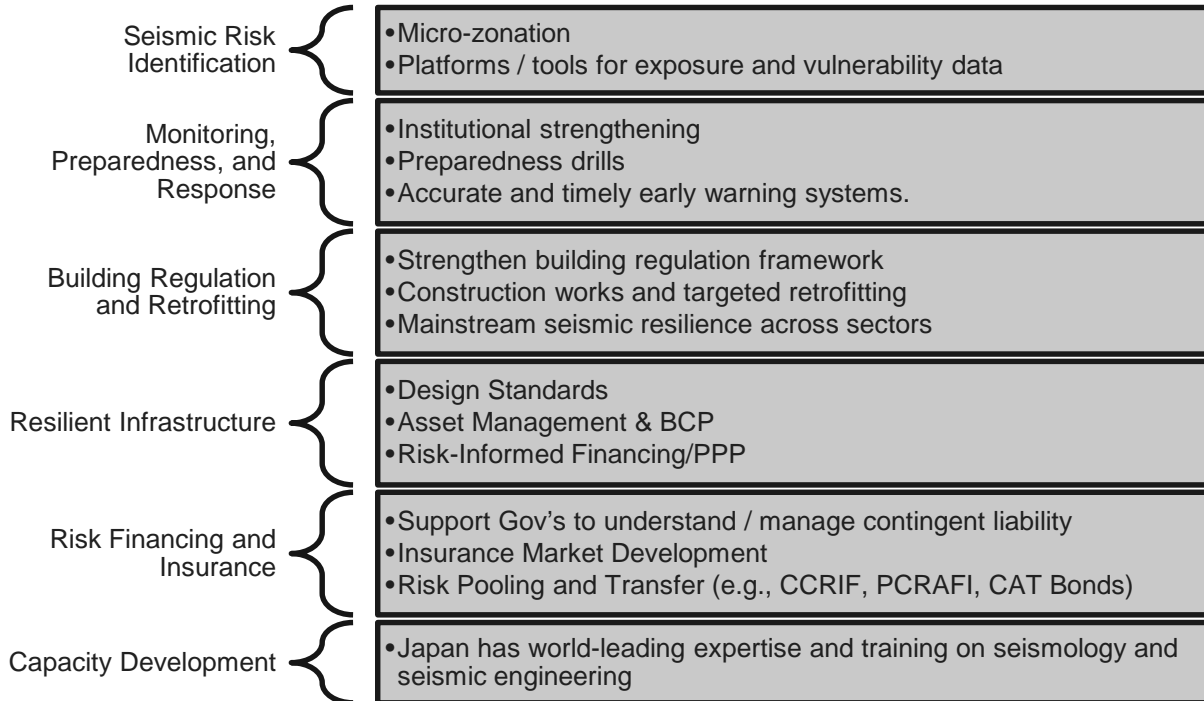 Seismic Risk
Identification
•Micro-zonation
•Platforms / tools for exposure and vulnerability data
Monitoring,
Preparedness, and
Response
•Institutional strengthening
•Preparedness drills
•Accurate and timely early warning systems.
Building Regulation
and Retrofitting
•Strengthen building regulation framework
•Construction works and targeted retrofitting
•Mainstream seismic resilience across sectors
Resilient Infrastructure
•Design Standards
•Asset Management & BCP
•Risk-Informed Financing/PPP
Risk Financing and
Insurance
•Support Gov’s to understand / manage contingent liability
•Insurance Market Development
•Risk Pooling and Transfer (e.g., CCRIF, PCRAFI, CAT Bonds)
Capacity Development
•Japan has world-leading expertise and training on seismology and
seismic engineering